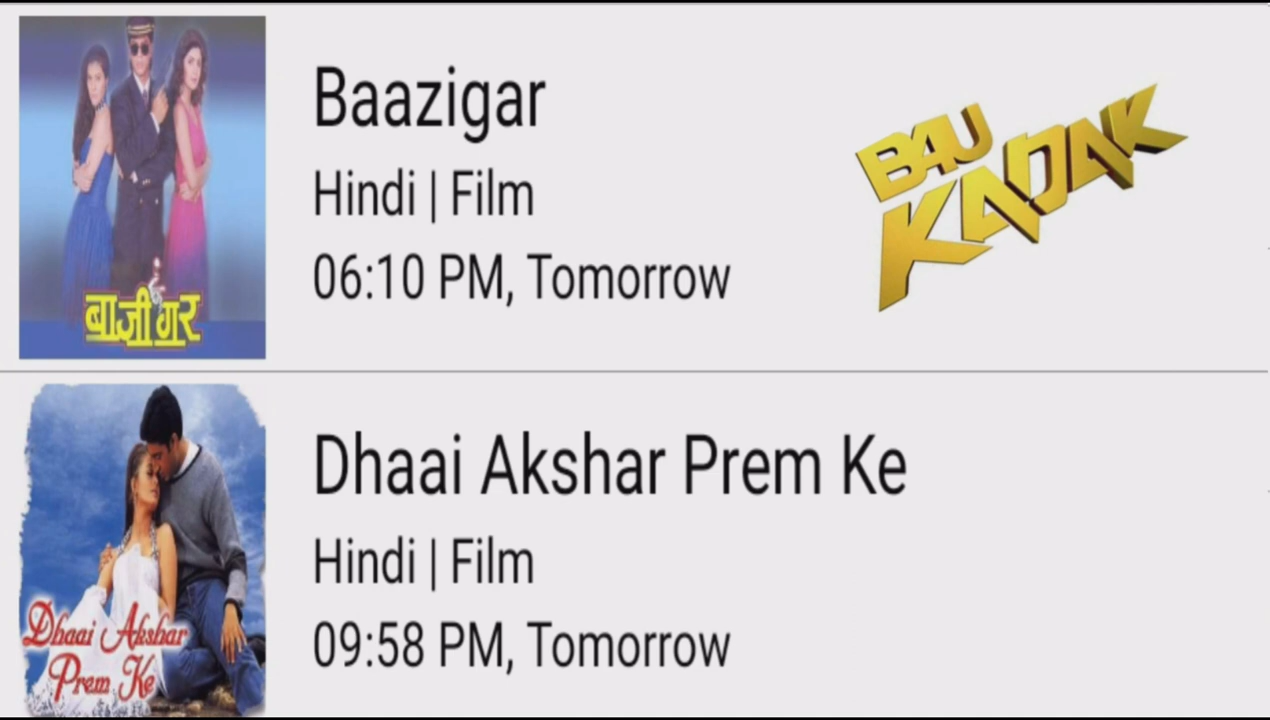 बाज़ीगर
Baazigar
Hindi | Film
06:10 PM, Tomorrow
B4U
KADAK
Dhaai Akshar
Prem Ke
Dhaai Akshar Prem Ke
Hindi | Film
09:58 PM, Tomorrow